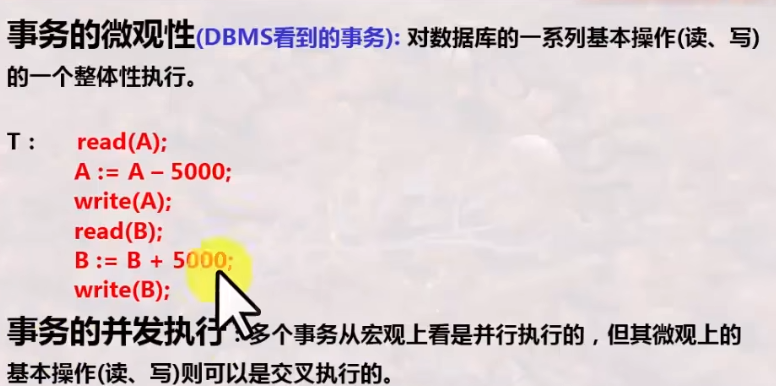 事务的微观性(DBMS看到的事务): 对数据库的一系列基本操作(读、写)
的一个整体性执行。
T： read(A);
A := A – 5000;
write(A);
read(B);
B := B + 5000;
write(B);
事务的并发执行：多个事务从宏观上看是并行执行的，但其微观上的
基本操作(读、写)则可以是交叉执行的。